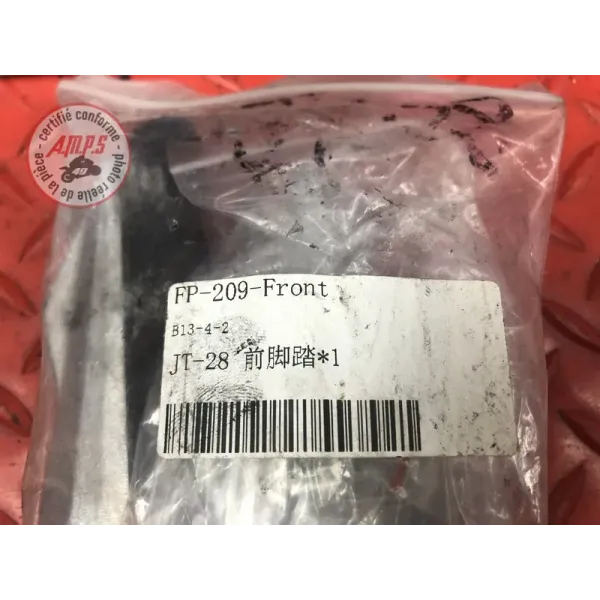 certifié conforme - photo réelle de la pièce -
A.M.P.S
FP-209-Front
B13-4-2
JT-28 前脚踏*1